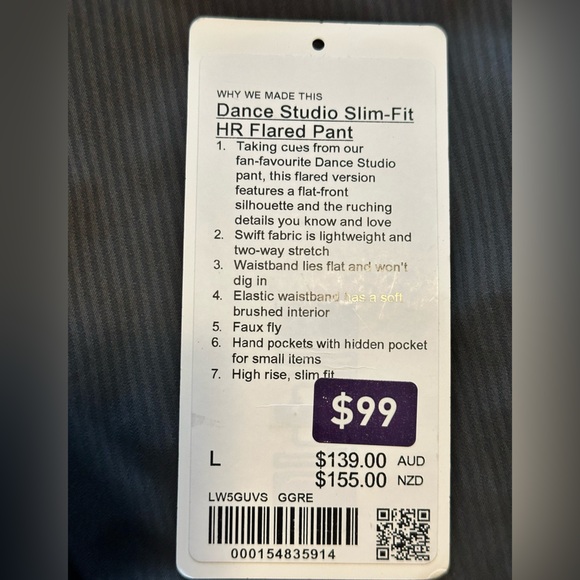 WHY WE MADE THIS
Dance Studio Slim-Fit
HR Flared Pant
1. Taking cues from our
fan-favourite Dance Studio
pant, this flared version
features a flat-front
silhouette and the ruching
details you know and love
2. Swift fabric is lightweight and
two-way stretch
3. Waistband lies flat and won't
dig in
4. Elastic waistband has a soft,
brushed interior
5. Faux fly
6. Hand pockets with hidden pocket
for small items
7. High rise, slim fit
$99
L $139.00 AUD
$155.00 NZD
LW5GUVS GGRE
000154835914